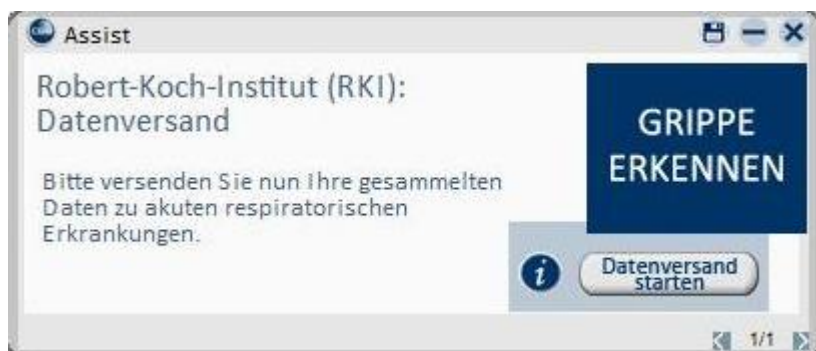 Assist
Robert-Koch-Institut (RKI):
Datenversand
GRIPPE
ERKENNEN
Bitte versenden Sie nun Ihre gesammelten
Daten zu akuten respiratorischen
Erkrankungen.
i
Datenversand
starten
1/1